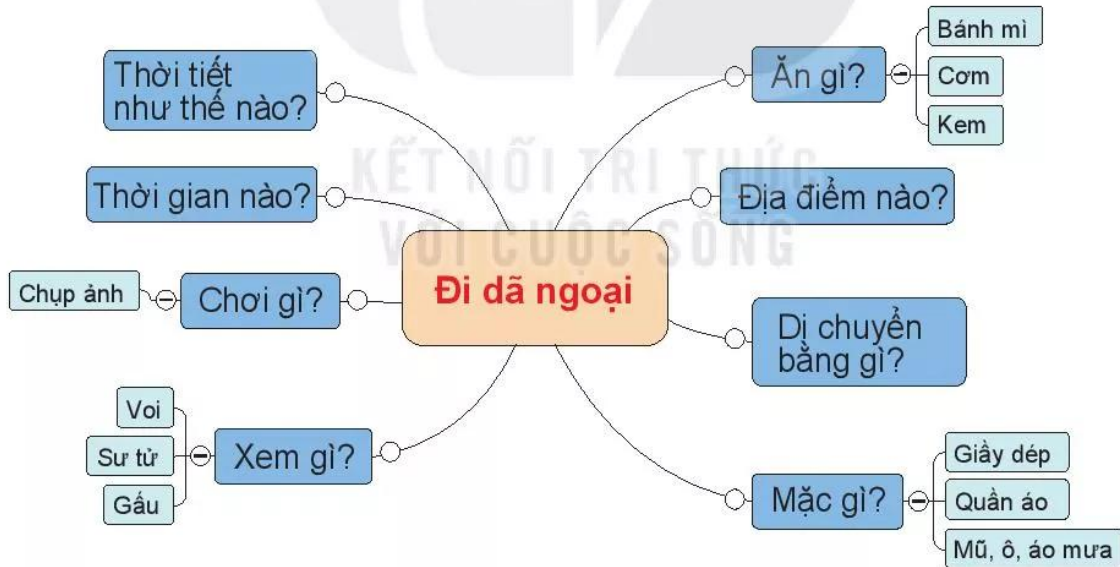 Thời tiết
như thế nào?
Thời gian nào?
Chơi gì?
Chụp ảnh
Xem gì?
Voi
Sư tử
Gấu
Đi dã ngoại
KẾT NỐI TRI THỨC
VỚI CUỘC SỐNG
Ăn gì?
Bánh mì
Cơm
Kem
Địa điểm nào?
Di chuyển
bằng gì?
Mặc gì?
Giầy dép
Quần áo
Mũ, ô, áo mưa